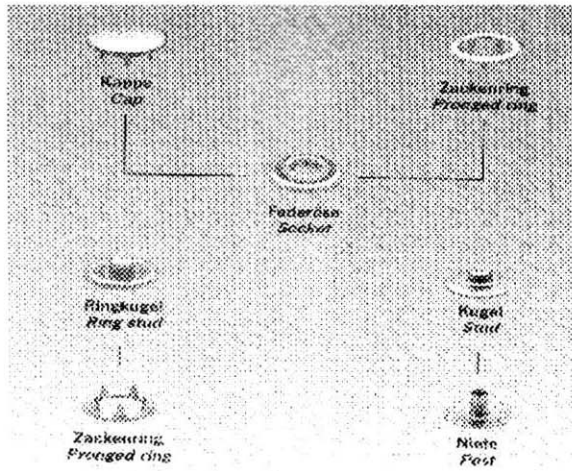 Kappe
Cap
Zackenring
Pronged ring
Federöse
Socket
Ringkugel
Ring stud
Kugel
Stud
Zackenring
Pronged ring
Niete
Post